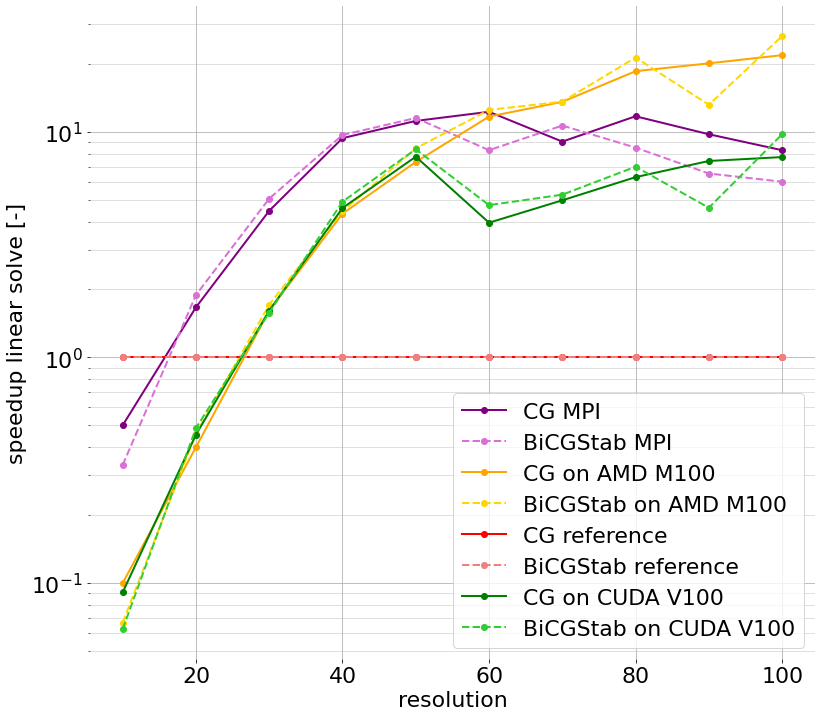 speedup linear solve [-]
10¹
10⁰
10⁻¹
CG MPI
BiCGStab MPI
CG on AMD M100
BiCGStab on AMD M100
CG reference
BiCGStab reference
CG on CUDA V100
BiCGStab on CUDA V100
20 40 60 80 100
resolution